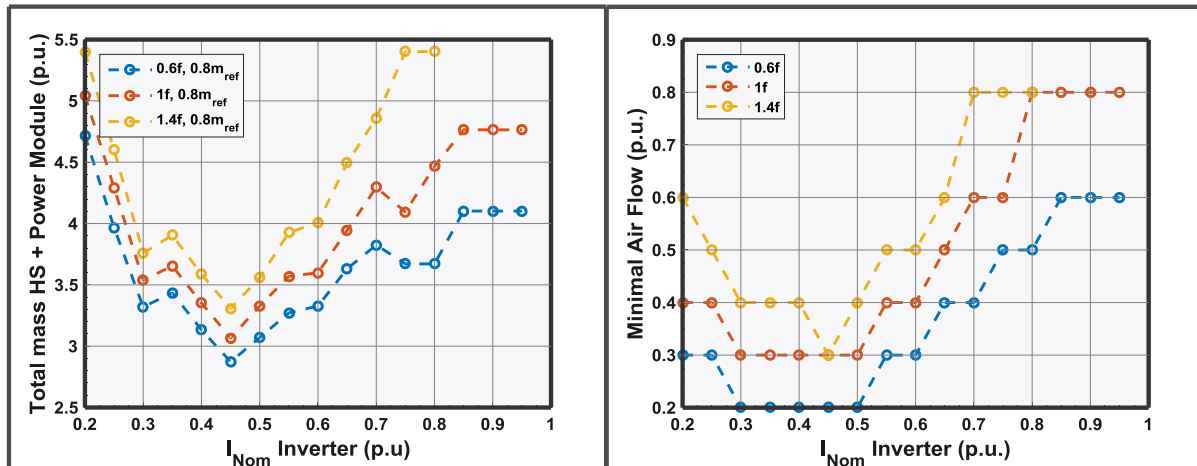 Total mass HS + Power Module (p.u.)
5.5
5
4.5
4
3.5
3
2.5
0.6f, 0.8m_ref
1f, 0.8m_ref
1.4f, 0.8m_ref
0.2 0.3 0.4 0.5 0.6 0.7 0.8 0.9 1
I_Nom Inverter (p.u)
Minimal Air Flow (p.u.)
0.9
0.8
0.7
0.6
0.5
0.4
0.3
0.2
0.6f
1f
1.4f
0.2 0.3 0.4 0.5 0.6 0.7 0.8 0.9 1
I_Nom Inverter (p.u.)